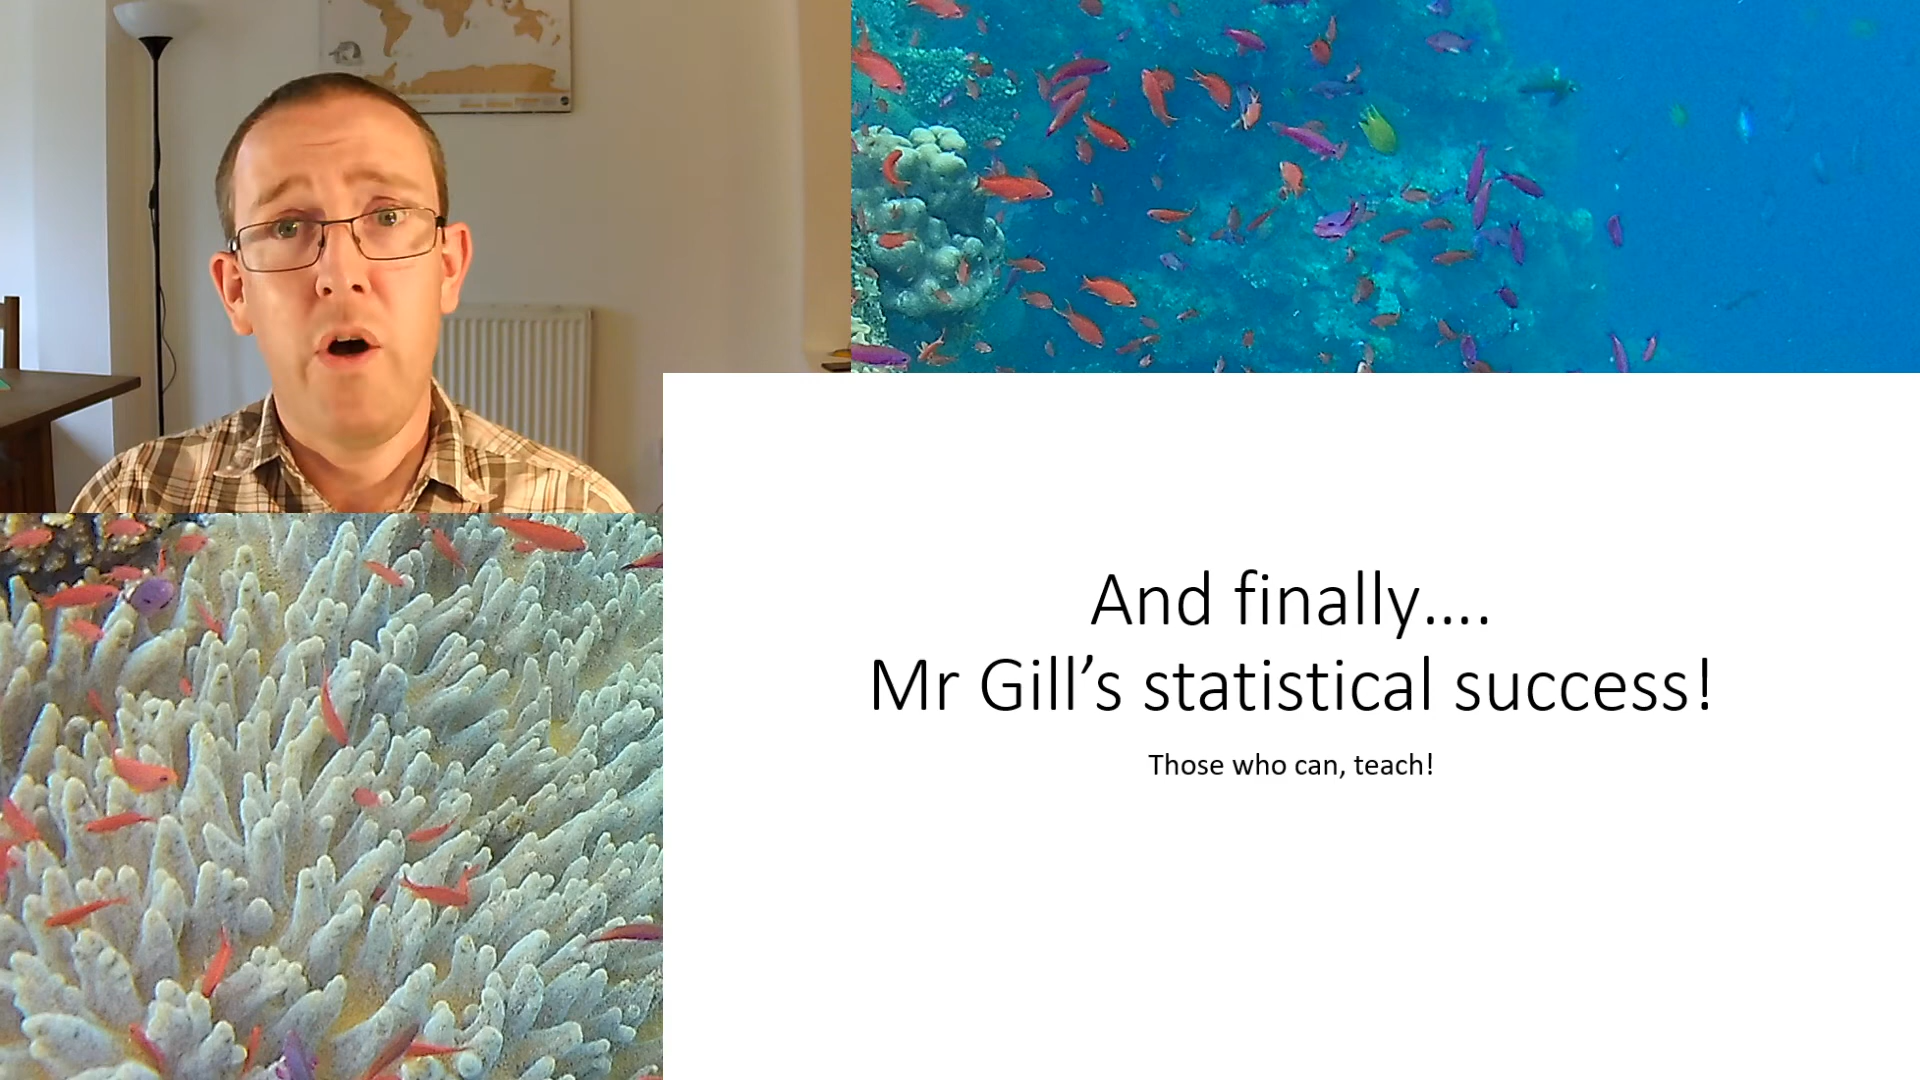 And finally....
Mr Gill’s statistical success!
Those who can, teach!